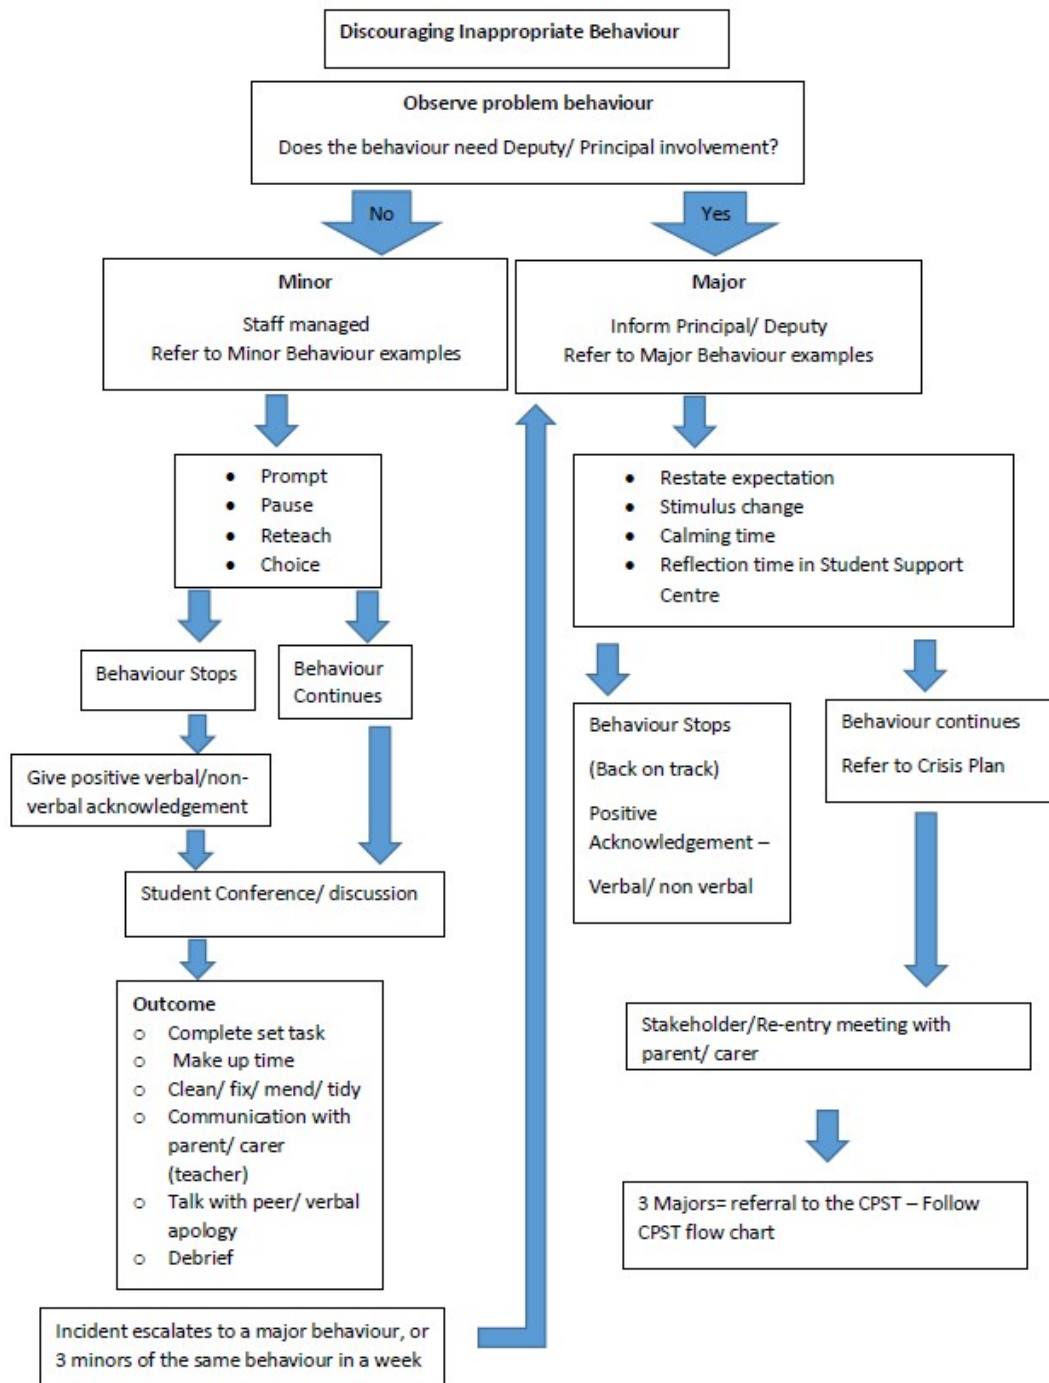 Discouraging Inappropriate Behaviour
Observe problem behaviour
Does the behaviour need Deputy/ Principal involvement?
No
Yes
Minor
Staff managed
Refer to Minor Behaviour examples
Major
Inform Principal/ Deputy
Refer to Major Behaviour examples
• Prompt
• Pause
• Reteach
• Choice
• Restate expectation
• Stimulus change
• Calming time
• Reflection time in Student Support
Centre
Behaviour Stops
Behaviour
Continues
Give positive verbal/non-
verbal acknowledgement
Student Conference/ discussion
Behaviour Stops
(Back on track)
Positive
Acknowledgement –
Verbal/ non verbal
Behaviour continues
Refer to Crisis Plan
Outcome
o Complete set task
o Make up time
o Clean/ fix/ mend/ tidy
o Communication with
parent/ carer
(teacher)
o Talk with peer/ verbal
apology
o Debrief
Stakeholder/Re-entry meeting with
parent/ carer
3 Majors= referral to the CPST – Follow
CPST flow chart
Incident escalates to a major behaviour, or
3 minors of the same behaviour in a week